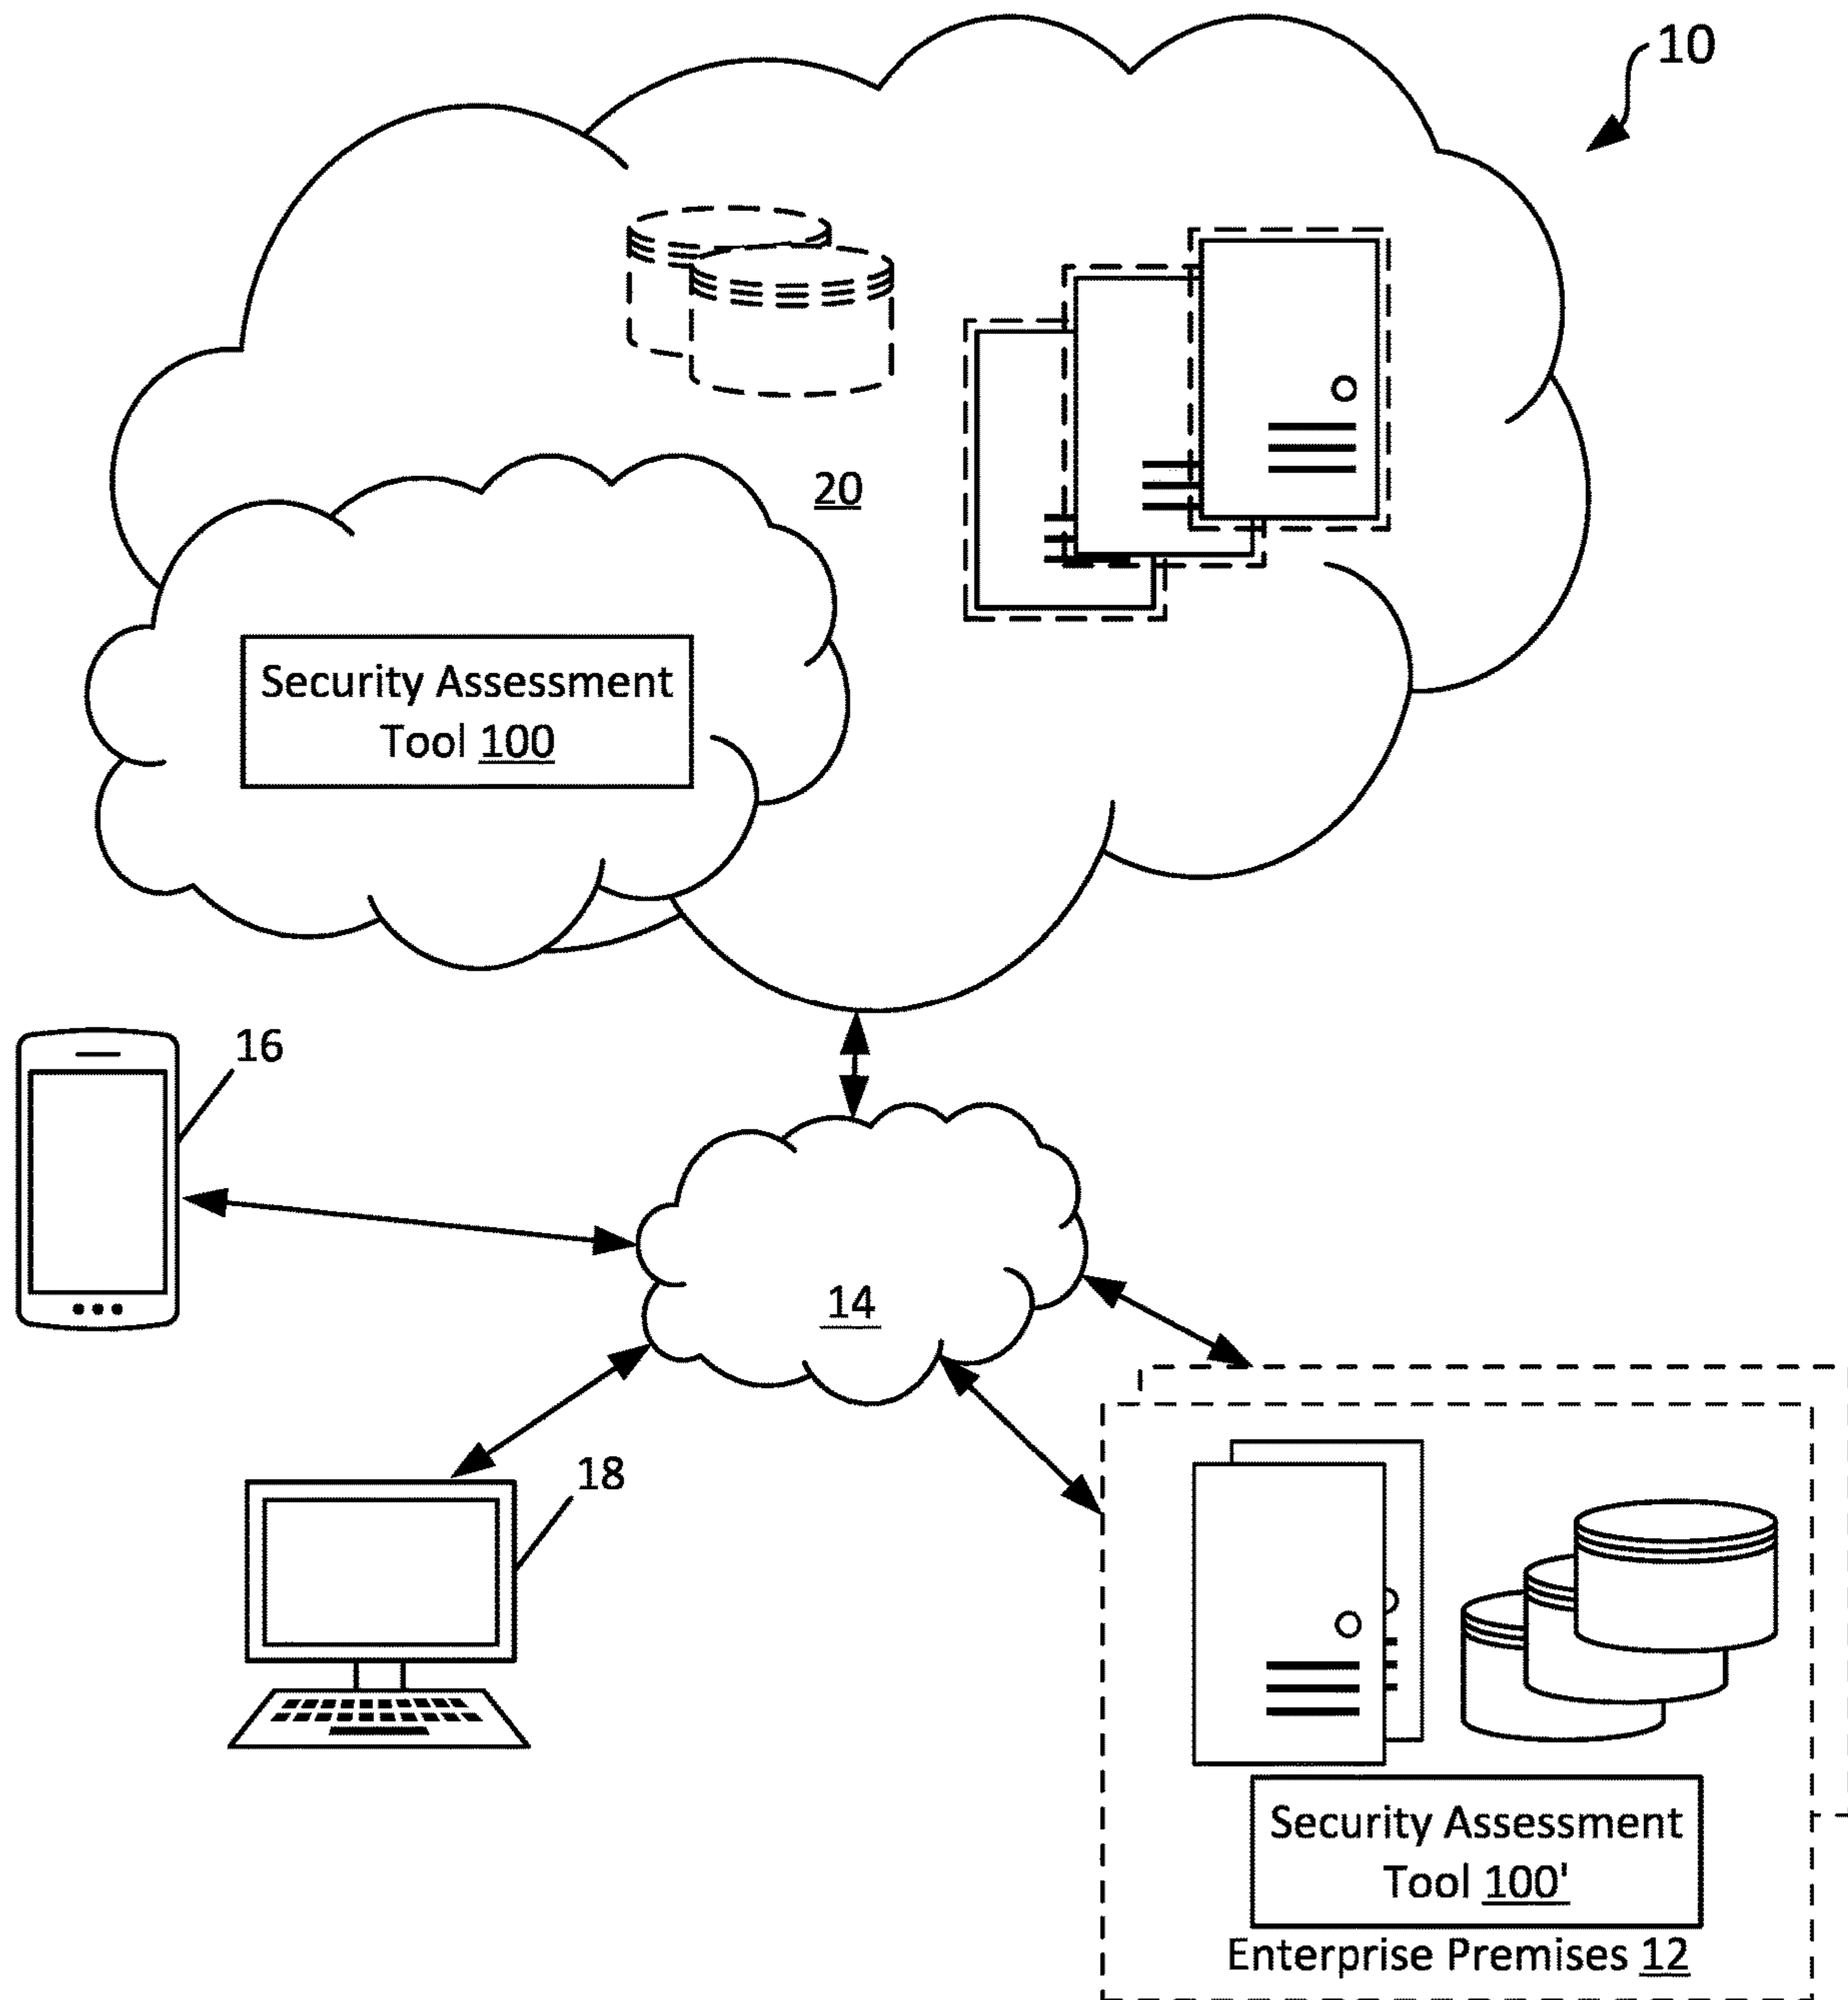 10
20
Security Assessment
Tool 100
16
14
18
Security Assessment
Tool 100'
Enterprise Premises 12